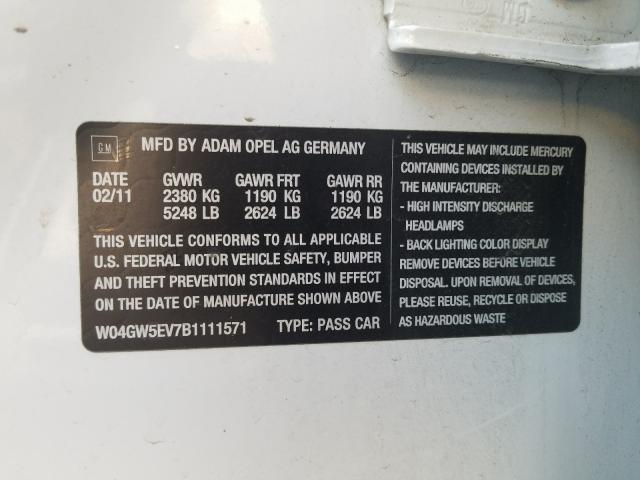 GM
MFD BY ADAM OPEL AG GERMANY
DATE GVWR GAWR FRT GAWR RR
02/11 2380 KG 1190 KG 1190 KG
5248 LB 2624 LB 2624 LB
THIS VEHICLE CONFORMS TO ALL APPLICABLE
U.S. FEDERAL MOTOR VEHICLE SAFETY, BUMPER
AND THEFT PREVENTION STANDARDS IN EFFECT
ON THE DATE OF MANUFACTURE SHOWN ABOVE
W04GW5EV7B1111571 TYPE: PASS CAR
THIS VEHICLE MAY INCLUDE MERCURY
CONTAINING DEVICES INSTALLED BY
THE MANUFACTURER:
- HIGH INTENSITY DISCHARGE
HEADLAMPS
- BACK LIGHTING COLOR DISPLAY
REMOVE DEVICES BEFORE VEHICLE
DISPOSAL. UPON REMOVAL OF DEVICES,
PLEASE REUSE, RECYCLE OR DISPOSE
AS HAZARDOUS WASTE